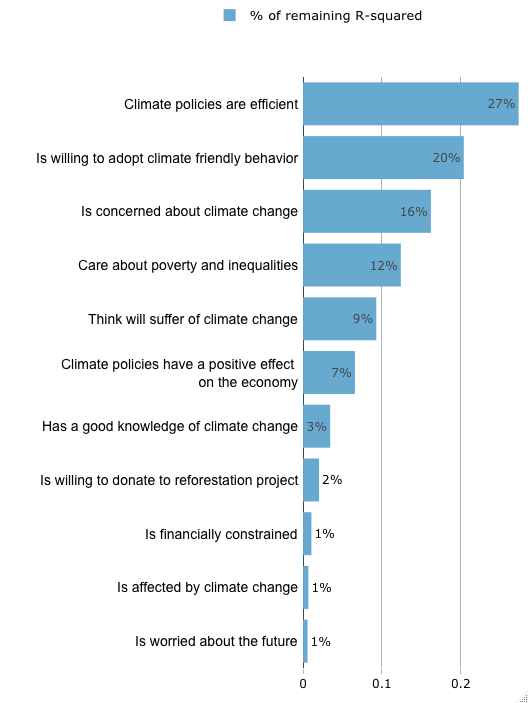 % of remaining R-squared
Climate policies are efficient 27%
Is willing to adopt climate friendly behavior 20%
Is concerned about climate change 16%
Care about poverty and inequalities 12%
Think will suffer of climate change 9%
Climate policies have a positive effect
on the economy 7%
Has a good knowledge of climate change 3%
Is willing to donate to reforestation project 2%
Is financially constrained 1%
Is affected by climate change 1%
Is worried about the future 1%
0 0.1 0.2